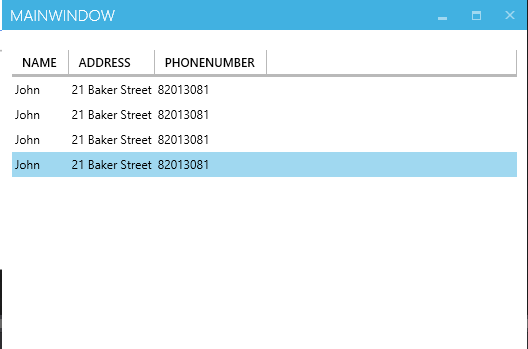 MAINWINDOW
NAME ADDRESS PHONENUMBER
John 21 Baker Street 82013081
John 21 Baker Street 82013081
John 21 Baker Street 82013081
John 21 Baker Street 82013081